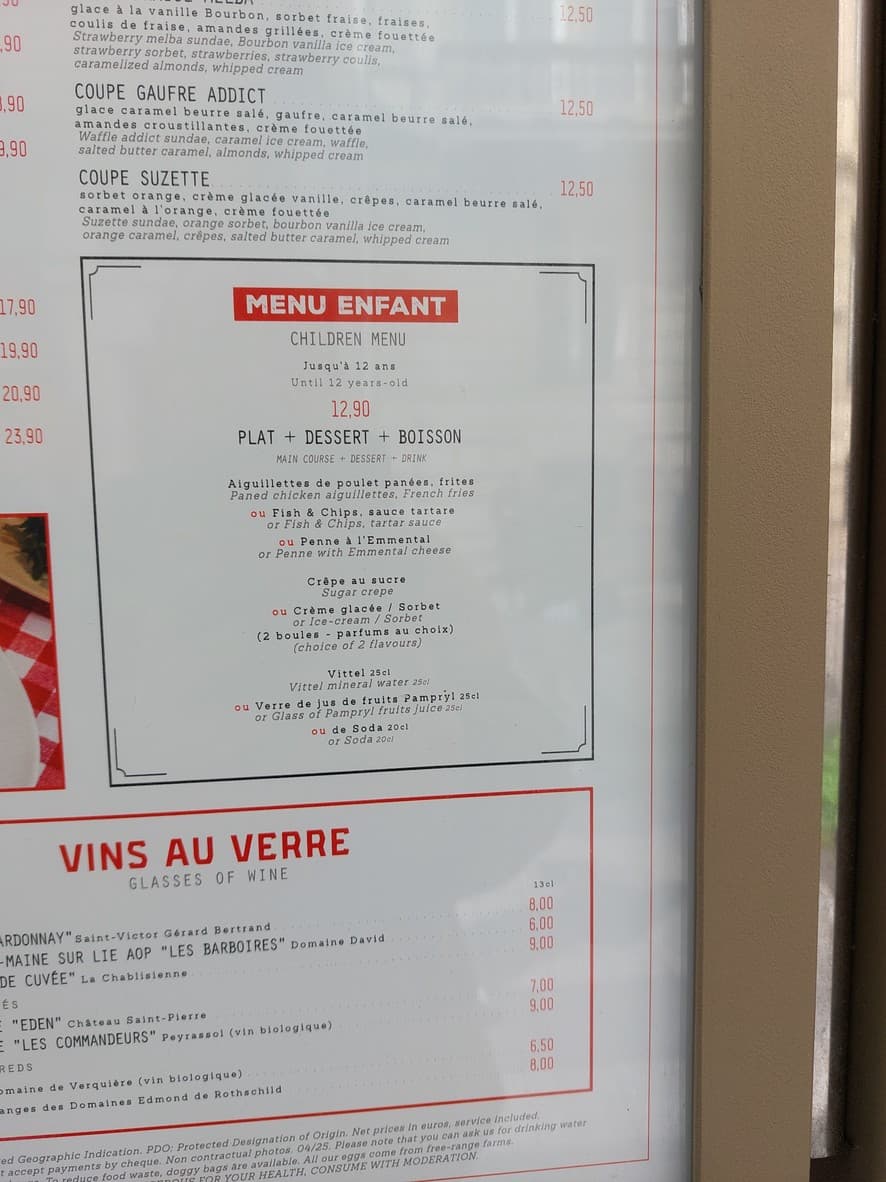 glace à la vanille Bourbon, sorbet fraise, fraises, 12,50
coulis de fraise, amandes grillées, crème fouettée
Strawberry melba sundae, Bourbon vanilla ice cream,
strawberry sorbet, strawberries, strawberry coulis,
caramelized almonds, whipped cream
COUPE GAUFRE ADDICT 12,50
glace caramel beurre salé, gaufre, caramel beurre salé,
amandes croustillantes, crème fouettée
Waffle addict sundae, caramel ice cream, waffle,
salted butter caramel, almonds, whipped cream
COUPE SUZETTE 12,50
sorbet orange, crème glacée vanille, crêpes, caramel beurre salé,
caramel à l'orange, crème fouettée
Suzette sundae, orange sorbet, bourbon vanilla ice cream,
orange caramel, crêpes, salted butter caramel, whipped cream
17,90
19,90
20,90
23,90
MENU ENFANT
CHILDREN MENU
Jusqu'à 12 ans
Until 12 years-old
12,90
PLAT + DESSERT + BOISSON
MAIN COURSE + DESSERT + DRINK
Aiguillettes de poulet panées, frites
Paned chicken aiguillettes, French fries
ou Fish & Chips, sauce tartare
or Fish & Chips, tartar sauce
ou Penne à l'Emmental
or Penne with Emmental cheese
Crêpe au sucre
Sugar crepe
ou Crème glacée / Sorbet
or Ice-cream / Sorbet
(2 boules - parfums au choix)
(choice of 2 flavours)
Vittel 25cl
Vittel mineral water 25cl
ou Verre de jus de fruits Pampryl 25cl
or Glass of Pampryl fruits juice 25cl
ou de Soda 20cl
or Soda 20cl
VINS AU VERRE
GLASSES OF WINE
13cl
ARDONNAY" Saint-Victor Gérard Bertrand 8,00
-MAINE SUR LIE AOP "LES BARBOIRES" Domaine David 6,00
DE CUVÉE" La Chablisienne 9,00
ÉS
"EDEN" Château Saint-Pierre 7,00
E "LES COMMANDEURS" Peyrassol (vin biologique) 9,00
REDS
omaine de Verquière (vin biologique) 6,50
anges des Domaines Edmond de Rothschild 8,00
ed Geographic Indication. PDO: Protected Designation of Origin. Net prices in euros, service included.
t accept payments by cheque. Non contractual photos. 04/25. Please note that you can ask us for drinking water
To reduce food waste, doggy bags are available. All our eggs come from free-range farms.
FOR YOUR HEALTH, CONSUME WITH MODERATION.